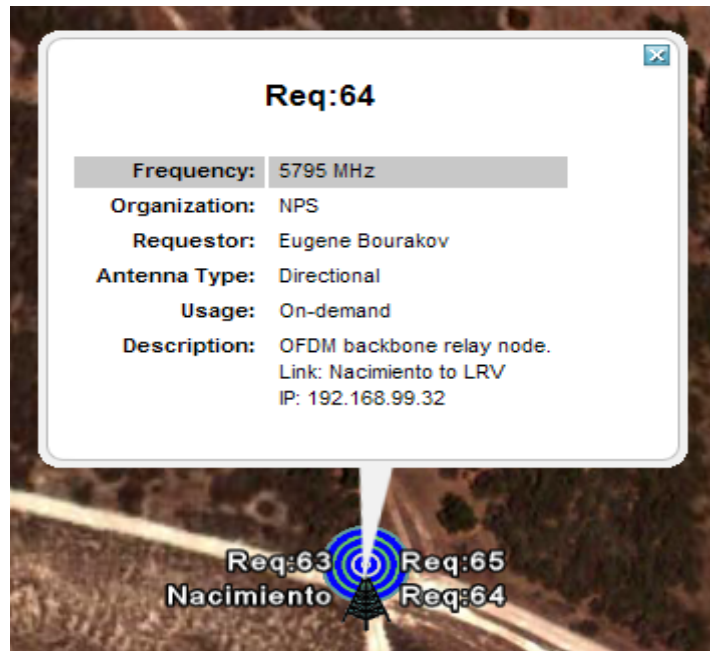 Req:64
Frequency: 5795 MHz
Organization: NPS
Requestor: Eugene Bourakov
Antenna Type: Directional
Usage: On-demand
Description: OFDM backbone relay node.
Link: Nacimiento to LRV
IP: 192.168.99.32
Req:63 Req:65
Nacimiento Req:64